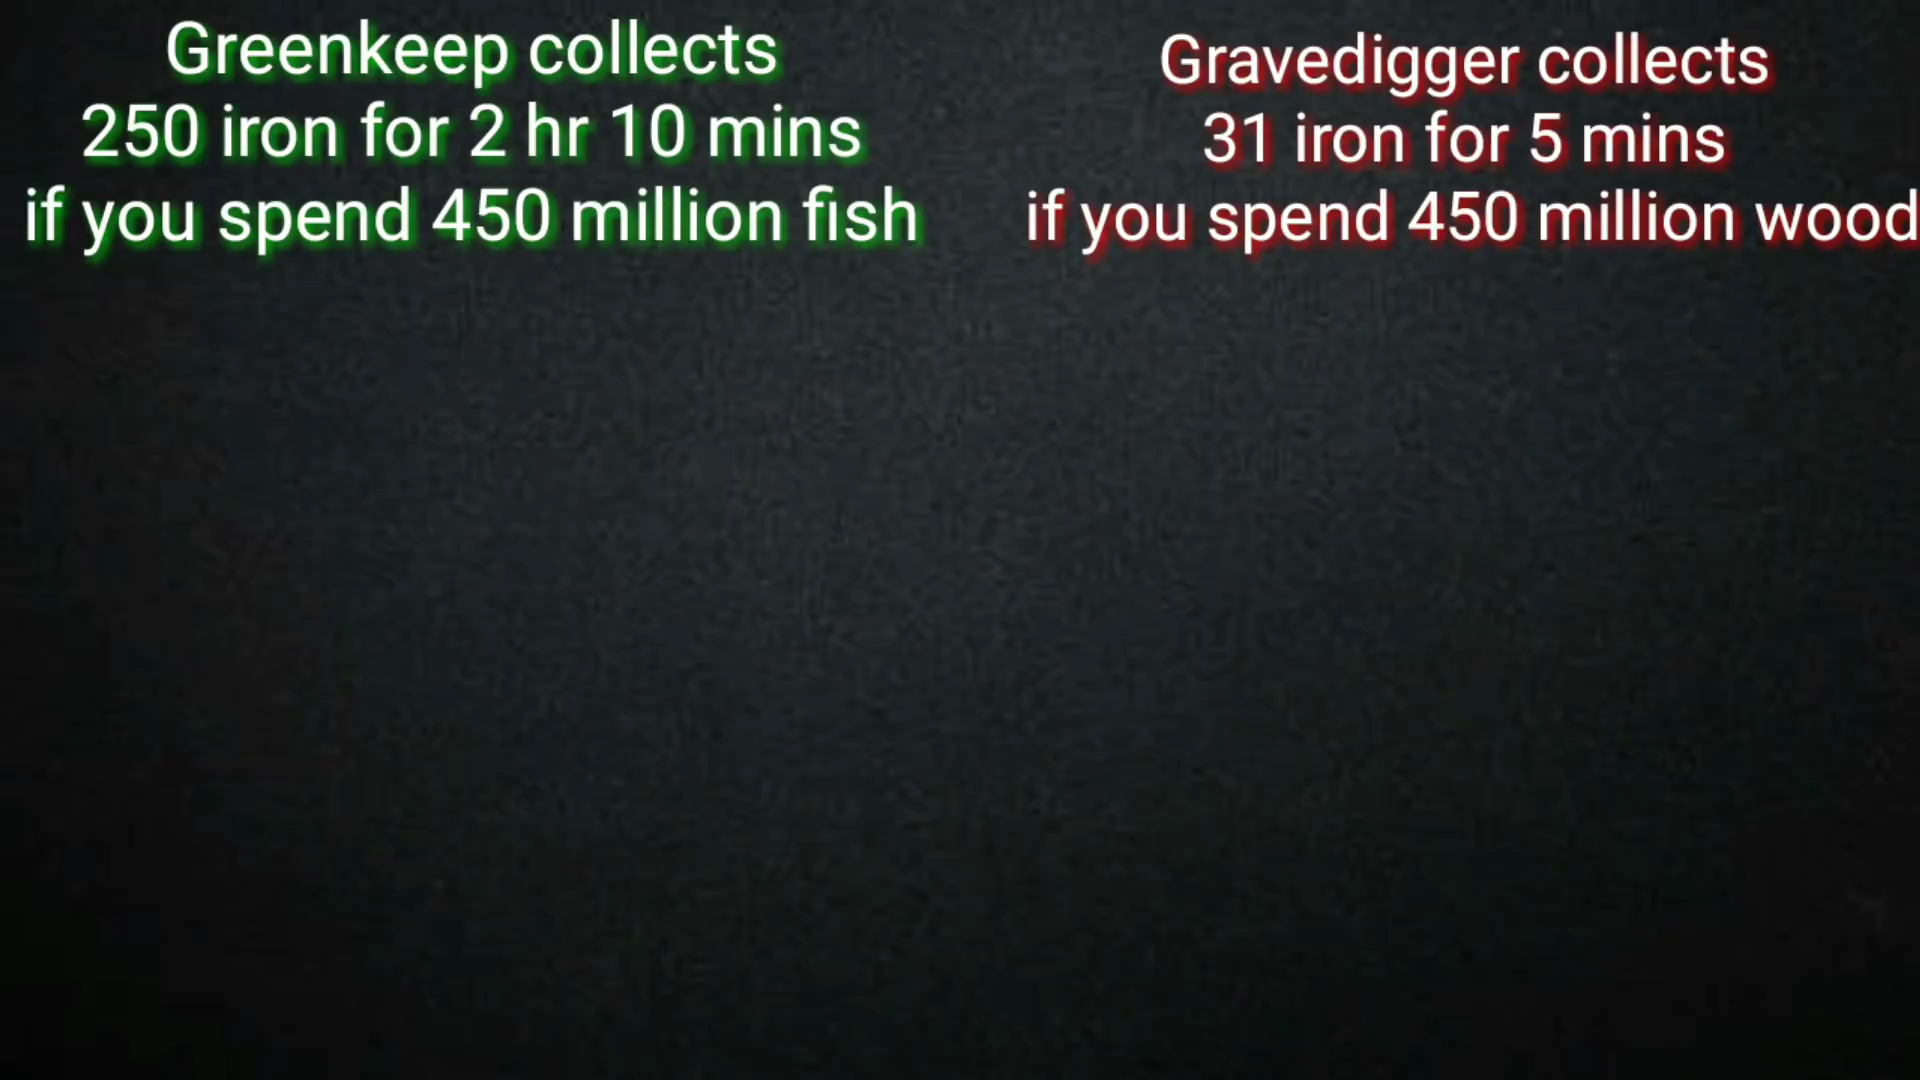 Greenkeep collects
250 iron for 2 hr 10 mins
if you spend 450 million fish
Gravedigger collects
31 iron for 5 mins
if you spend 450 million wood